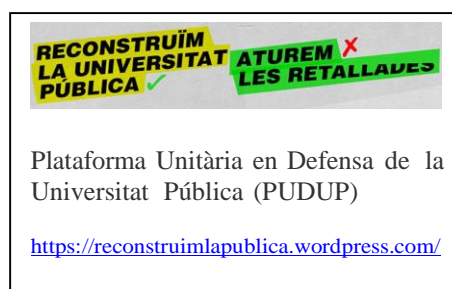 RECONSTRUÏM
LA UNIVERSITAT
PÚBLICA ✓
ATUREM ✗
LES RETALLADES
Plataforma Unitària en Defensa de la
Universitat Pública (PUDUP)
https://reconstruimlapublica.wordpress.com/